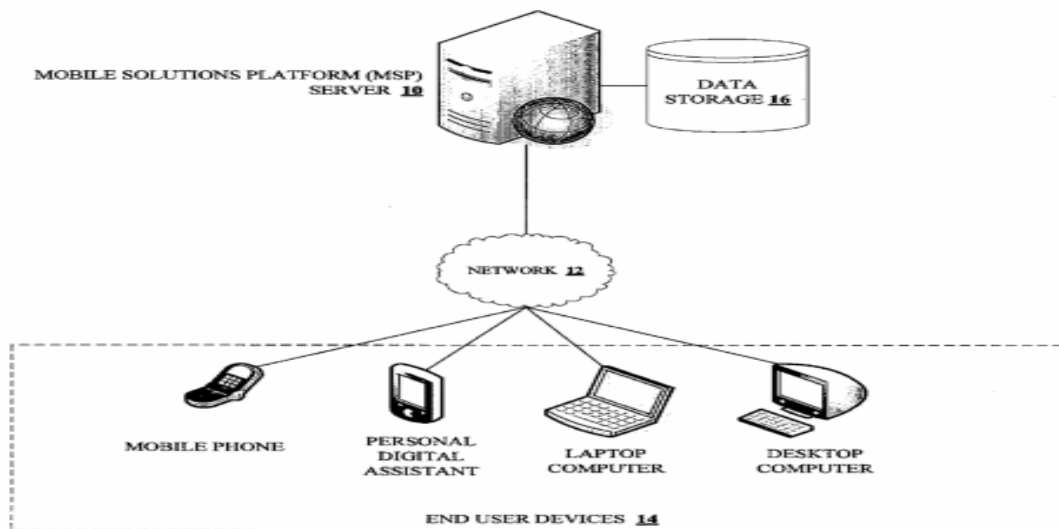 MOBILE SOLUTIONS PLATFORM (MSP)
SERVER 10
DATA
STORAGE 16
NETWORK 12
MOBILE PHONE
PERSONAL
DIGITAL
ASSISTANT
LAPTOP
COMPUTER
DESKTOP
COMPUTER
END USER DEVICES 14